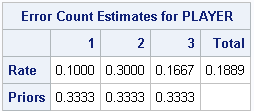 Error Count Estimates for PLAYER
1 2 3 Total
Rate 0.1000 0.3000 0.1667 0.1889
Priors 0.3333 0.3333 0.3333